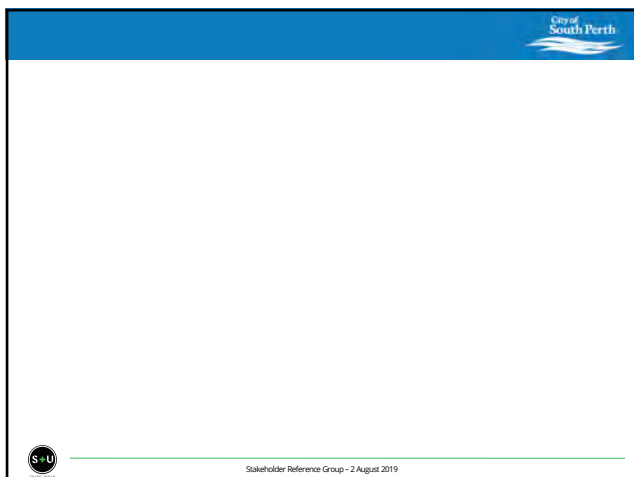 City of
South Perth
S+U
Stakeholder Reference Group – 2 August 2019